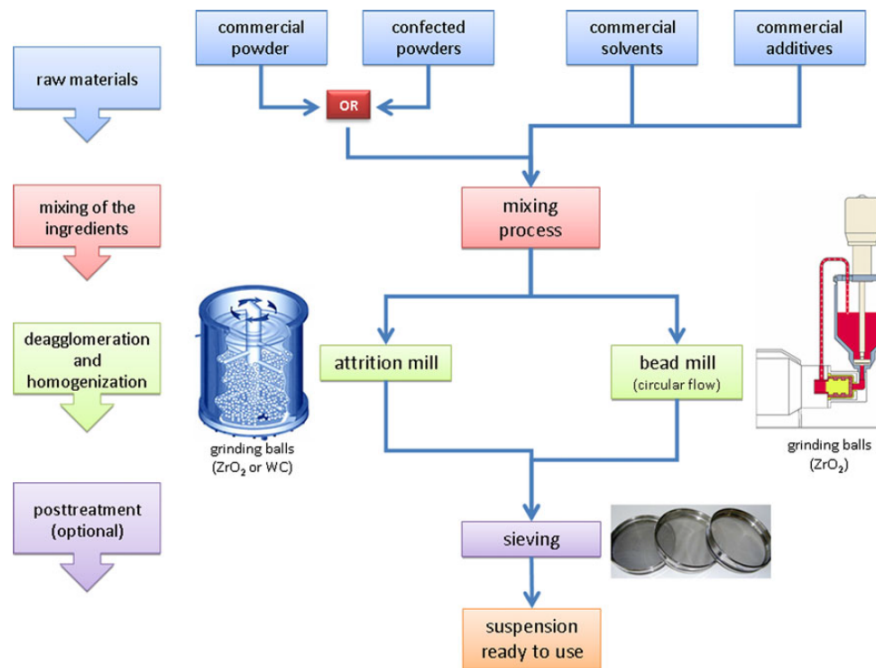 commercial
powder
confected
powders
commercial
solvents
commercial
additives
raw materials
OR
mixing of the
ingredients
mixing
process
deagglomeration
and
homogenization
attrition mill
bead mill
(circular flow)
grinding balls
(ZrO₂ or WC)
grinding balls
(ZrO₂)
posttreatment
(optional)
sieving
suspension
ready to use